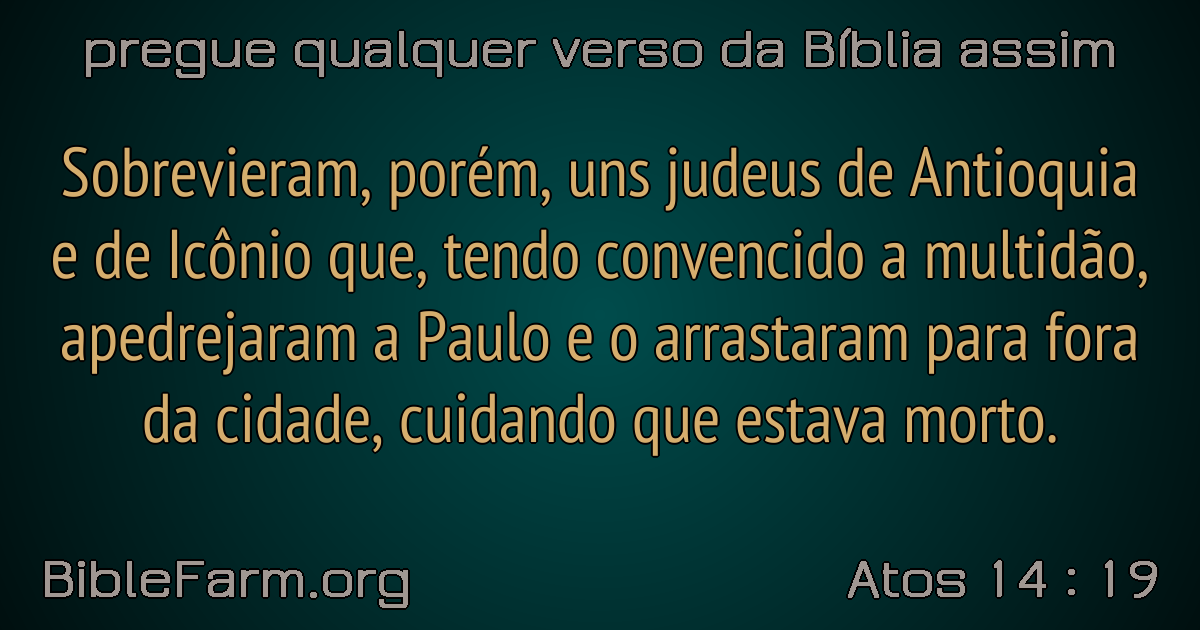 pregue qualquer verso da Bíblia assim
Sobrevieram, porém, uns judeus de Antioquia
e de Icônio que, tendo convencido a multidão,
apedrejaram a Paulo e o arrastaram para fora
da cidade, cuidando que estava morto.
BibleFarm.org
Atos 14 : 19